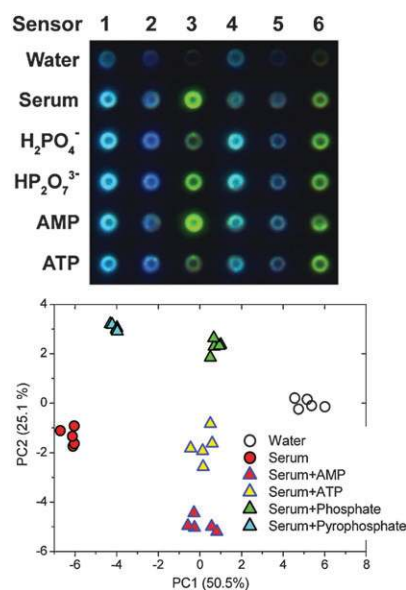 Sensor 1 2 3 4 5 6
Water
Serum
H₂PO₄⁻
HP₂O₇³⁻
AMP
ATP
4
2
0
-2
-4
-6
PC2 (25.1 %)
Water
Serum
Serum+AMP
Serum+ATP
Serum+Phosphate
Serum+Pyrophosphate
-6 -4 -2 0 2 4 6 8
PC1 (50.5%)